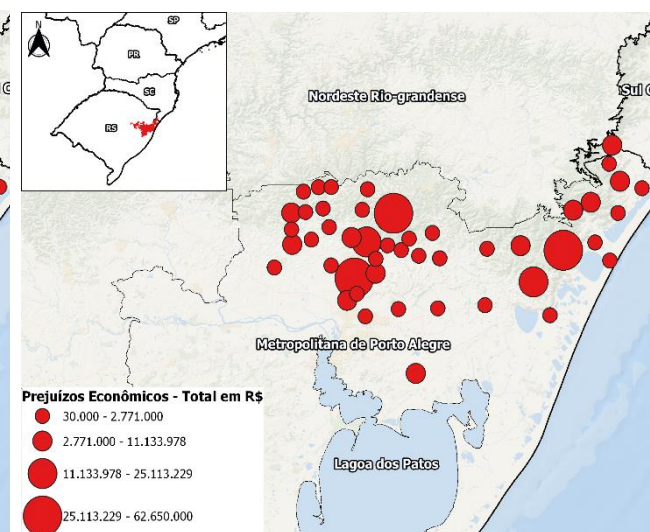 N
SP
PR
SC
RS
Nordeste Rio-grandense
Sul
Metropolitana de Porto Alegre
Lagoa dos Patos
Prejuízos Econômicos - Total em R$
30.000 - 2.771.000
2.771.000 - 11.133.978
11.133.978 - 25.113.229
25.113.229 - 62.650.000